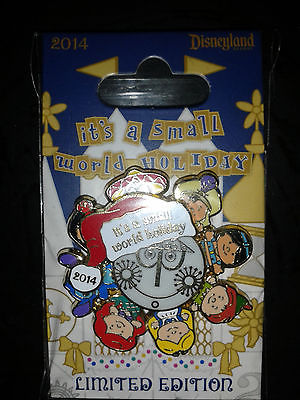 2014
Disneyland
it's a small
world HOLIDAY
it's a small
world holiday
2014
LIMITED EDITION